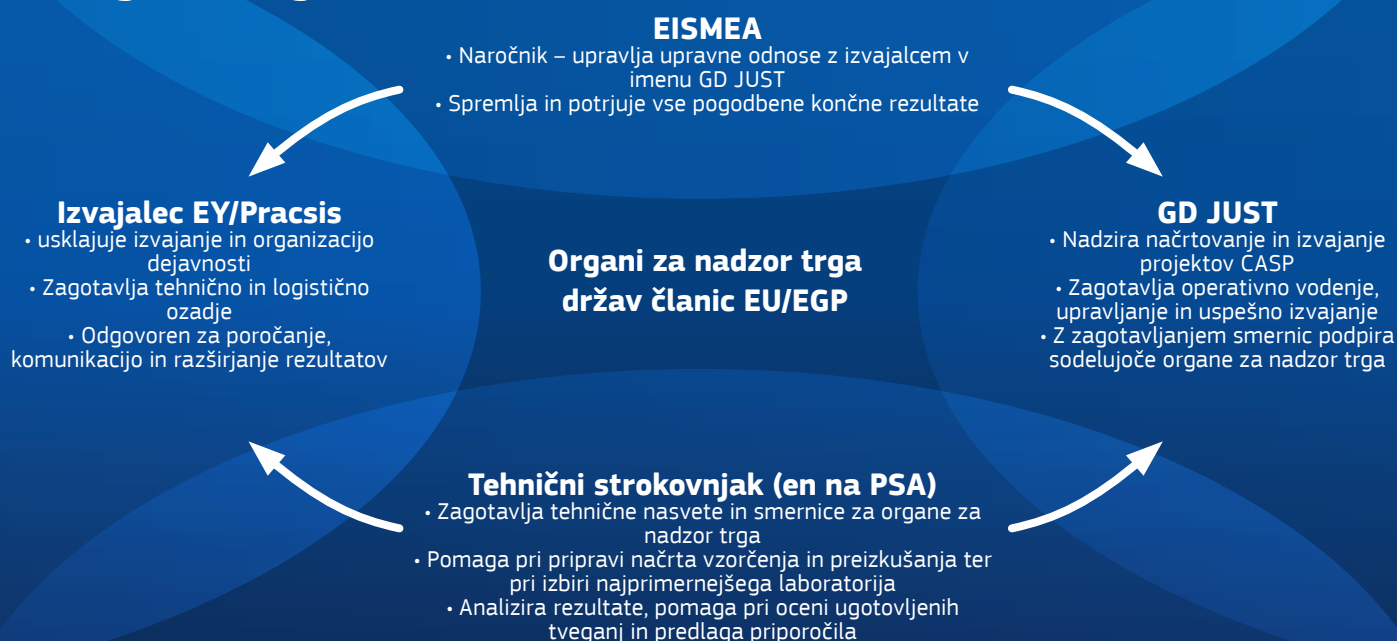 EISMEA
• Naročnik – upravlja upravne odnose z izvajalcem v
imenu GD JUST
• Spremlja in potrjuje vse pogodbene končne rezultate
Izvajalec EY/Pracsis
• usklajuje izvajanje in organizacijo
dejavnosti
• Zagotavlja tehnično in logistično
ozadje
• Odgovoren za poročanje,
komunikacijo in razširjanje rezultatov
Organi za nadzor trga
držav članic EU/EGP
GD JUST
• Nadzira načrtovanje in izvajanje
projektov CASP
• Zagotavlja operativno vodenje,
upravljanje in uspešno izvajanje
• Z zagotavljanjem smernic podpira
sodelujoče organe za nadzor trga
Tehnični strokovnjak (en na PSA)
• Zagotavlja tehnične nasvete in smernice za organe za
nadzor trga
• Pomaga pri pripravi načrta vzorčenja in preizkušanja ter
pri izbiri najprimernejšega laboratorija
• Analizira rezultate, pomaga pri oceni ugotovljenih
tveganj in predlaga priporočila